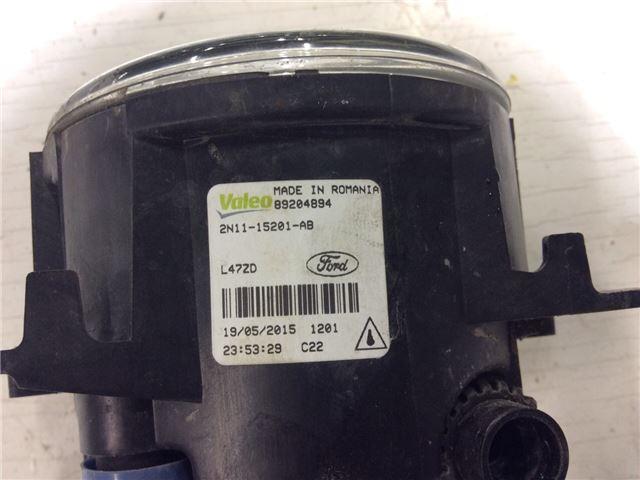 Valeo MADE IN ROMANIA
89204894
2N11-15201-AB
L47ZD Ford
19/05/2015 1201
23:53:29 C22